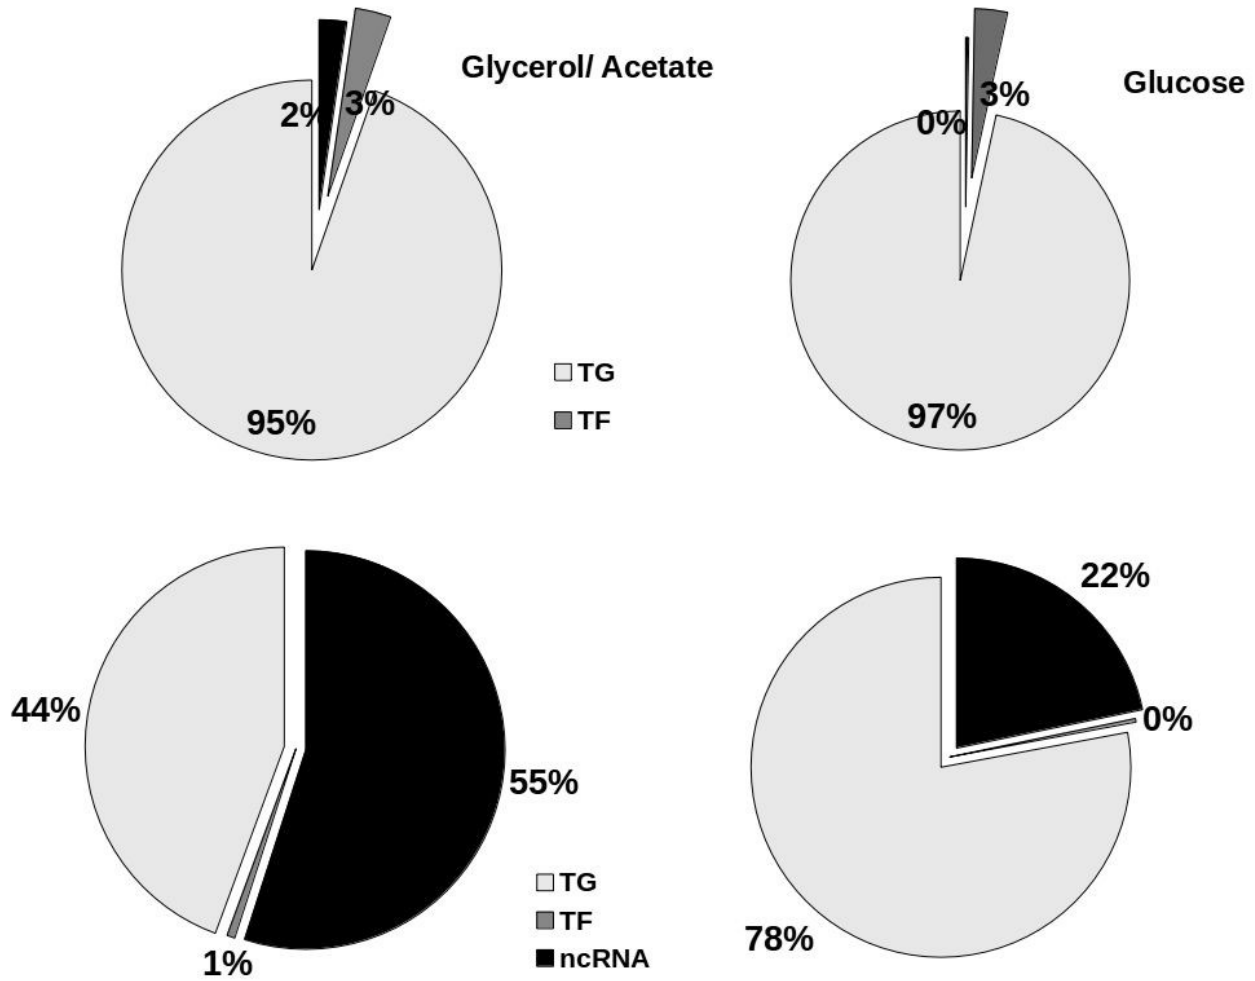 Glycerol/ Acetate
Glucose
2%
3%
0%
3%
95%
97%
TG
TF
44%
55%
1%
22%
0%
78%
TG
TF
ncRNA